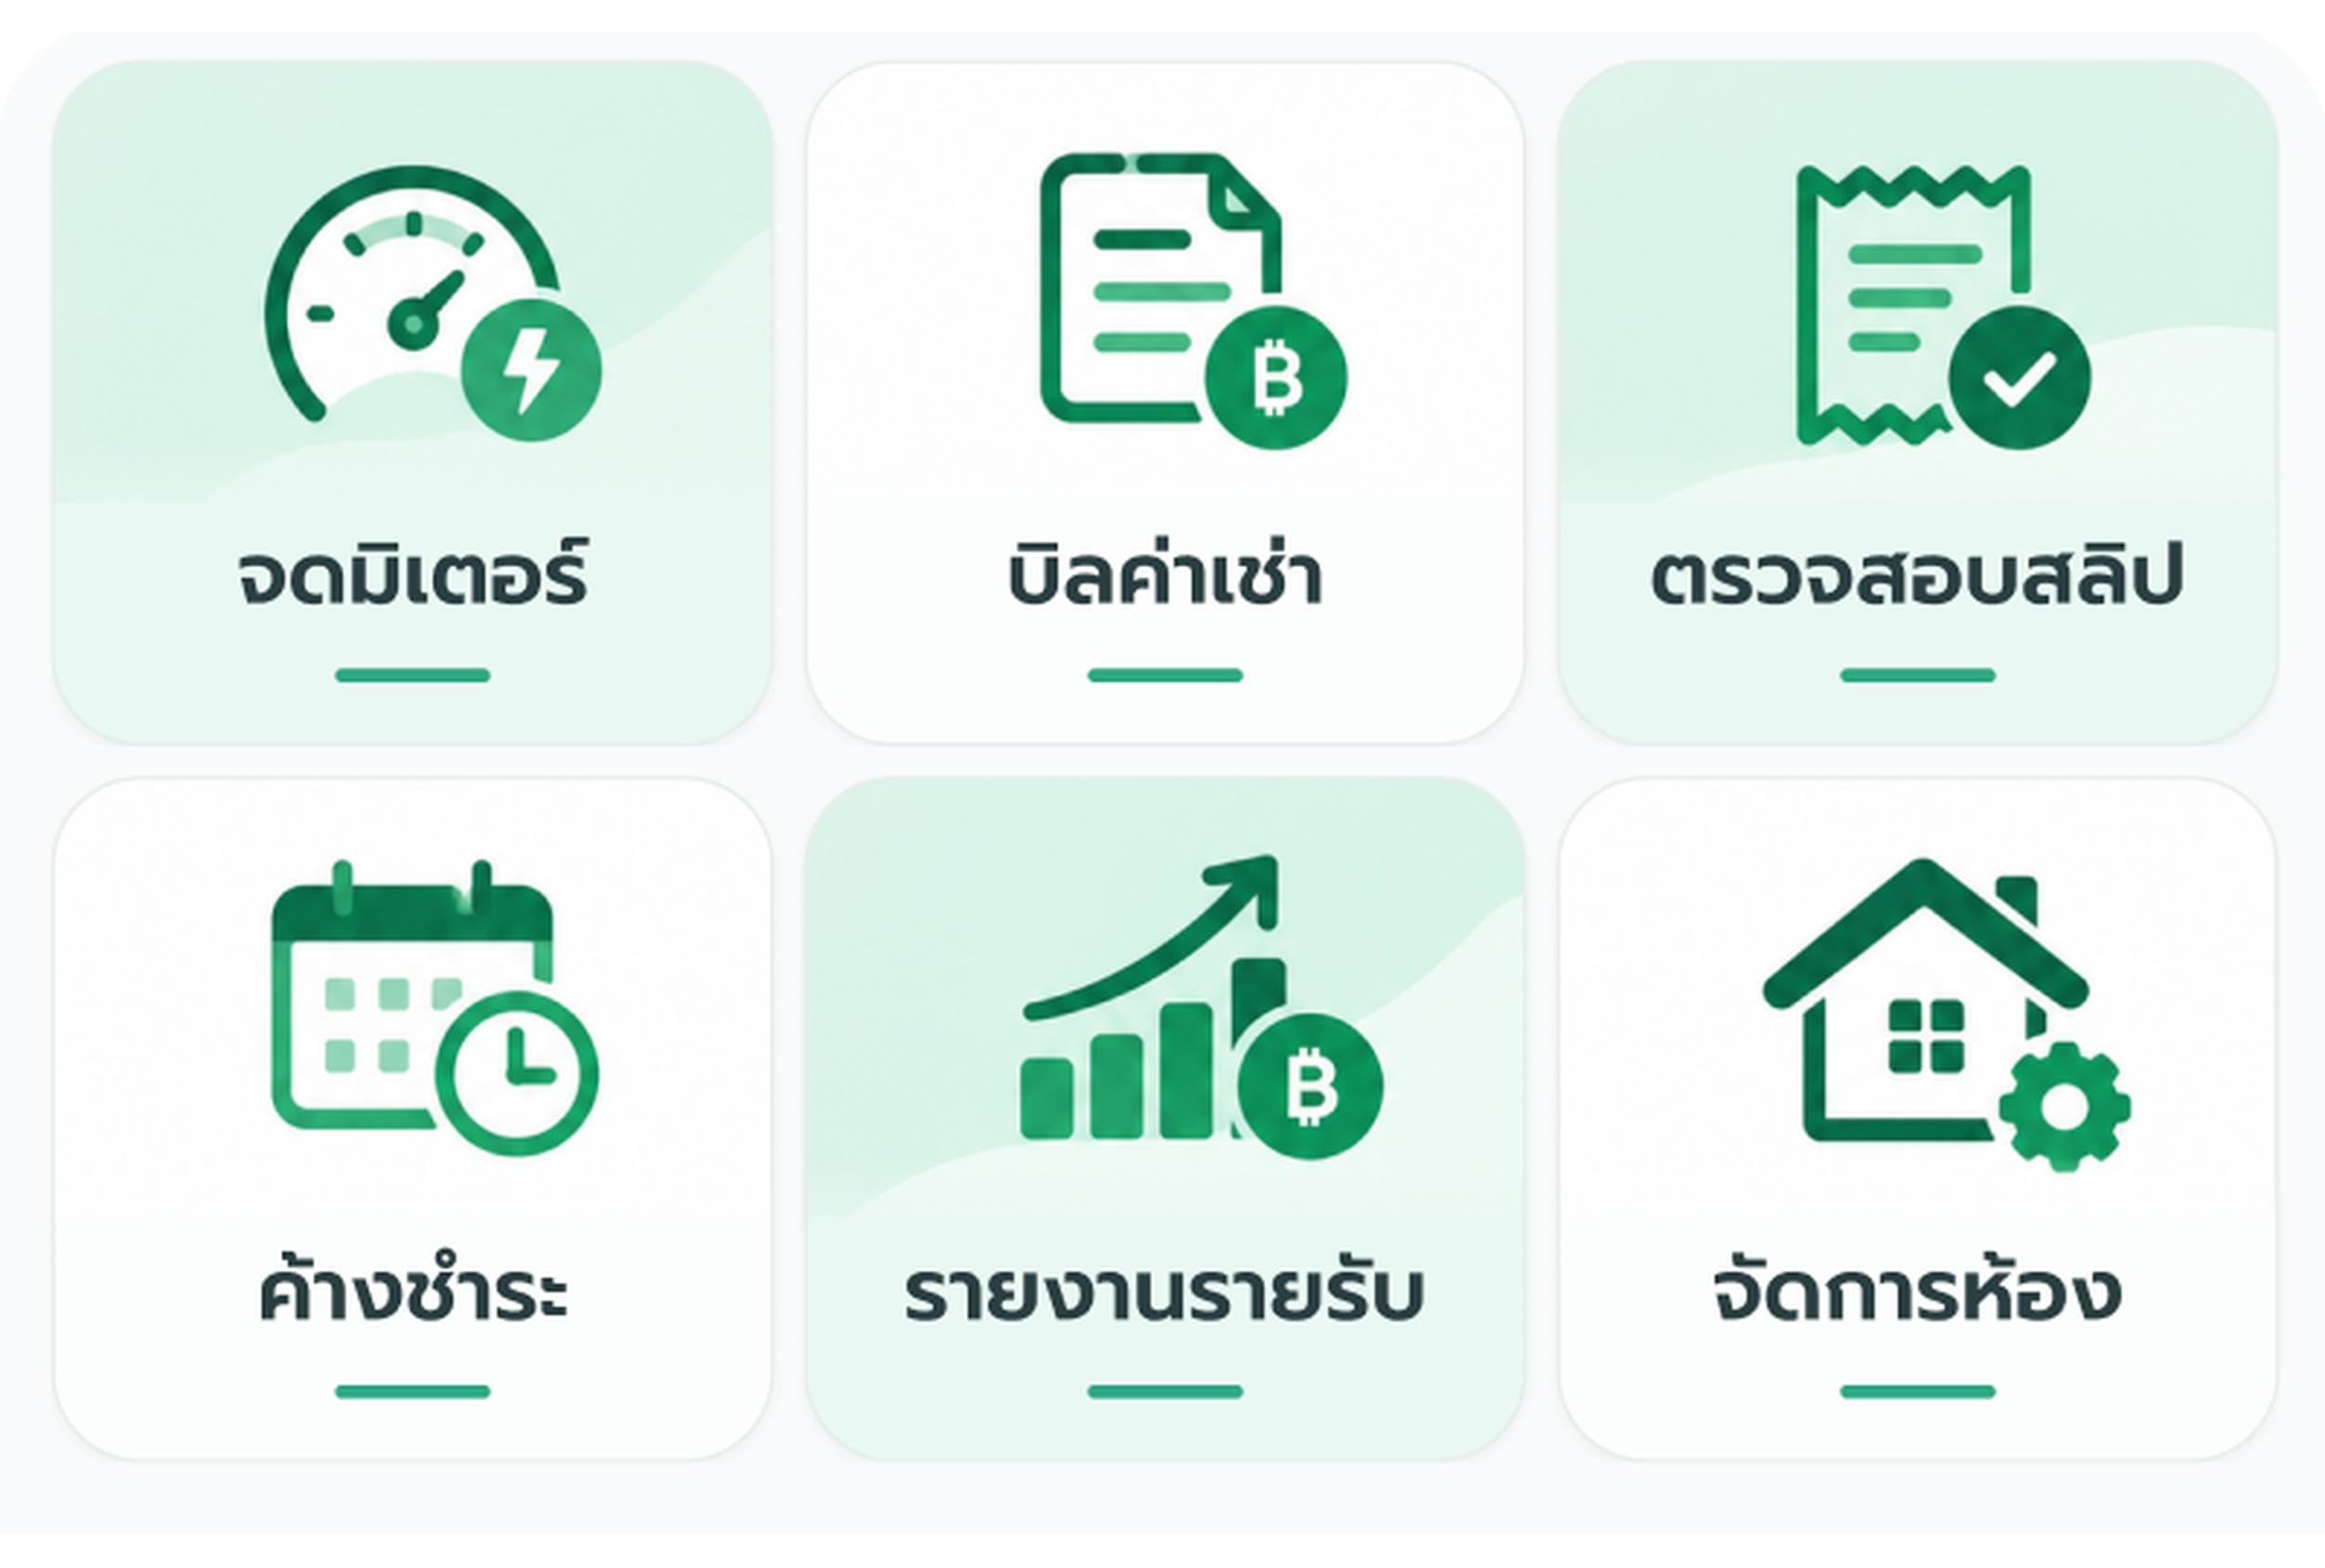 จดมิเตอร์
บิลค่าเช่า
ตรวจสอบสลิป
ค้างชำระ
รายงานรายรับ
จัดการห้อง